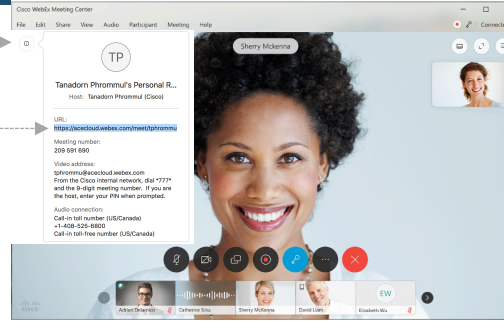 Cisco WebEx Meeting Center
File Edit Share View Audio Participant Meeting Help
Connected
Sherry Mckenna
TP
Tanadorn Phrommul's Personal R...
Host: Tanadorn Phrommul (Cisco)
URL:
https://acecloud.webex.com/meet/tphrommu
Meeting number:
209 591 690
Video address:
tphrommu@acecloud.webex.com
From the Cisco internal network, dial *777*
and the 9-digit meeting number. If you are
the host, enter your PIN when prompted.
Audio connection:
Call-in toll number (US/Canada)
+1-408-525-6800
Call-in toll-free number (US/Canada)
EW
Adrian Delamico
Catherine Sinu
Sherry McKenna
David Liam
Elizabeth Wu
cisco